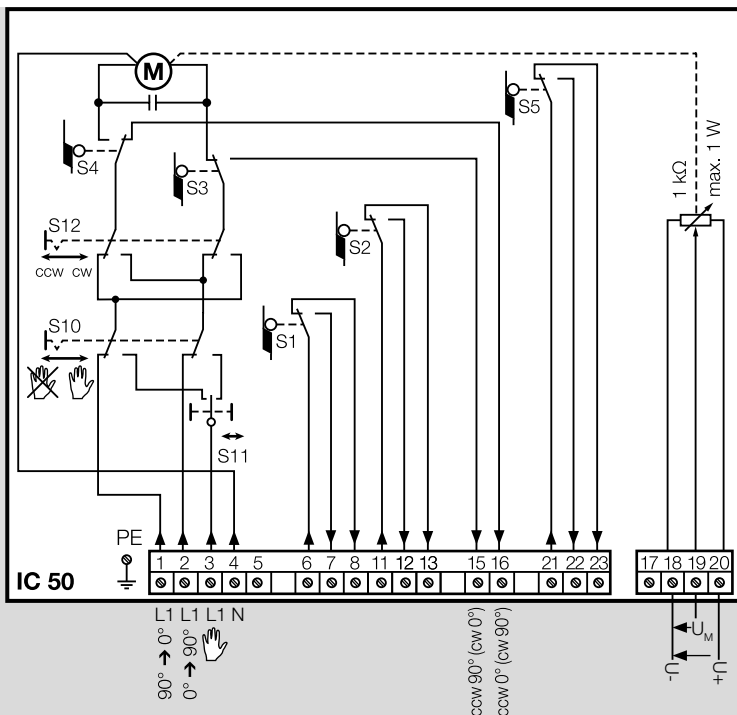 M
S5
S4
S3
1 kΩ
max. 1 W
S12
ccw cw
S2
S10
S1
S11
PE
1 2 3 4 5 6 7 8 11 12 13 15 16 21 22 23 17 18 19 20
IC 50
L1 L1 L1 N
90° ➔ 0°
0° ➔ 90°
ccw 90° (cw 0°)
ccw 0° (cw 90°)
UM
U-
U+